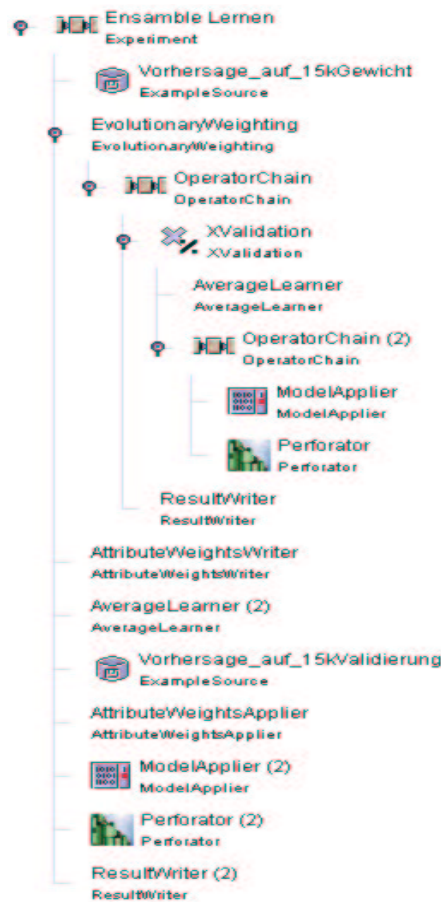 Ensamble Lernen
Experiment
Vorhersage_auf_15kGewicht
ExampleSource
EvolutionaryWeighting
EvolutionaryWeighting
OperatorChain
OperatorChain
XValidation
XValidation
AverageLearner
AverageLearner
OperatorChain (2)
OperatorChain
ModelApplier
ModelApplier
Perforator
Perforator
ResultWriter
ResultWriter
AttributeWeightsWriter
AttributeWeightsWriter
AverageLearner (2)
AverageLearner
Vorhersage_auf_15kValidierung
ExampleSource
AttributeWeightsApplier
AttributeWeightsApplier
ModelApplier (2)
ModelApplier
Perforator (2)
Perforator
ResultWriter (2)
ResultWriter